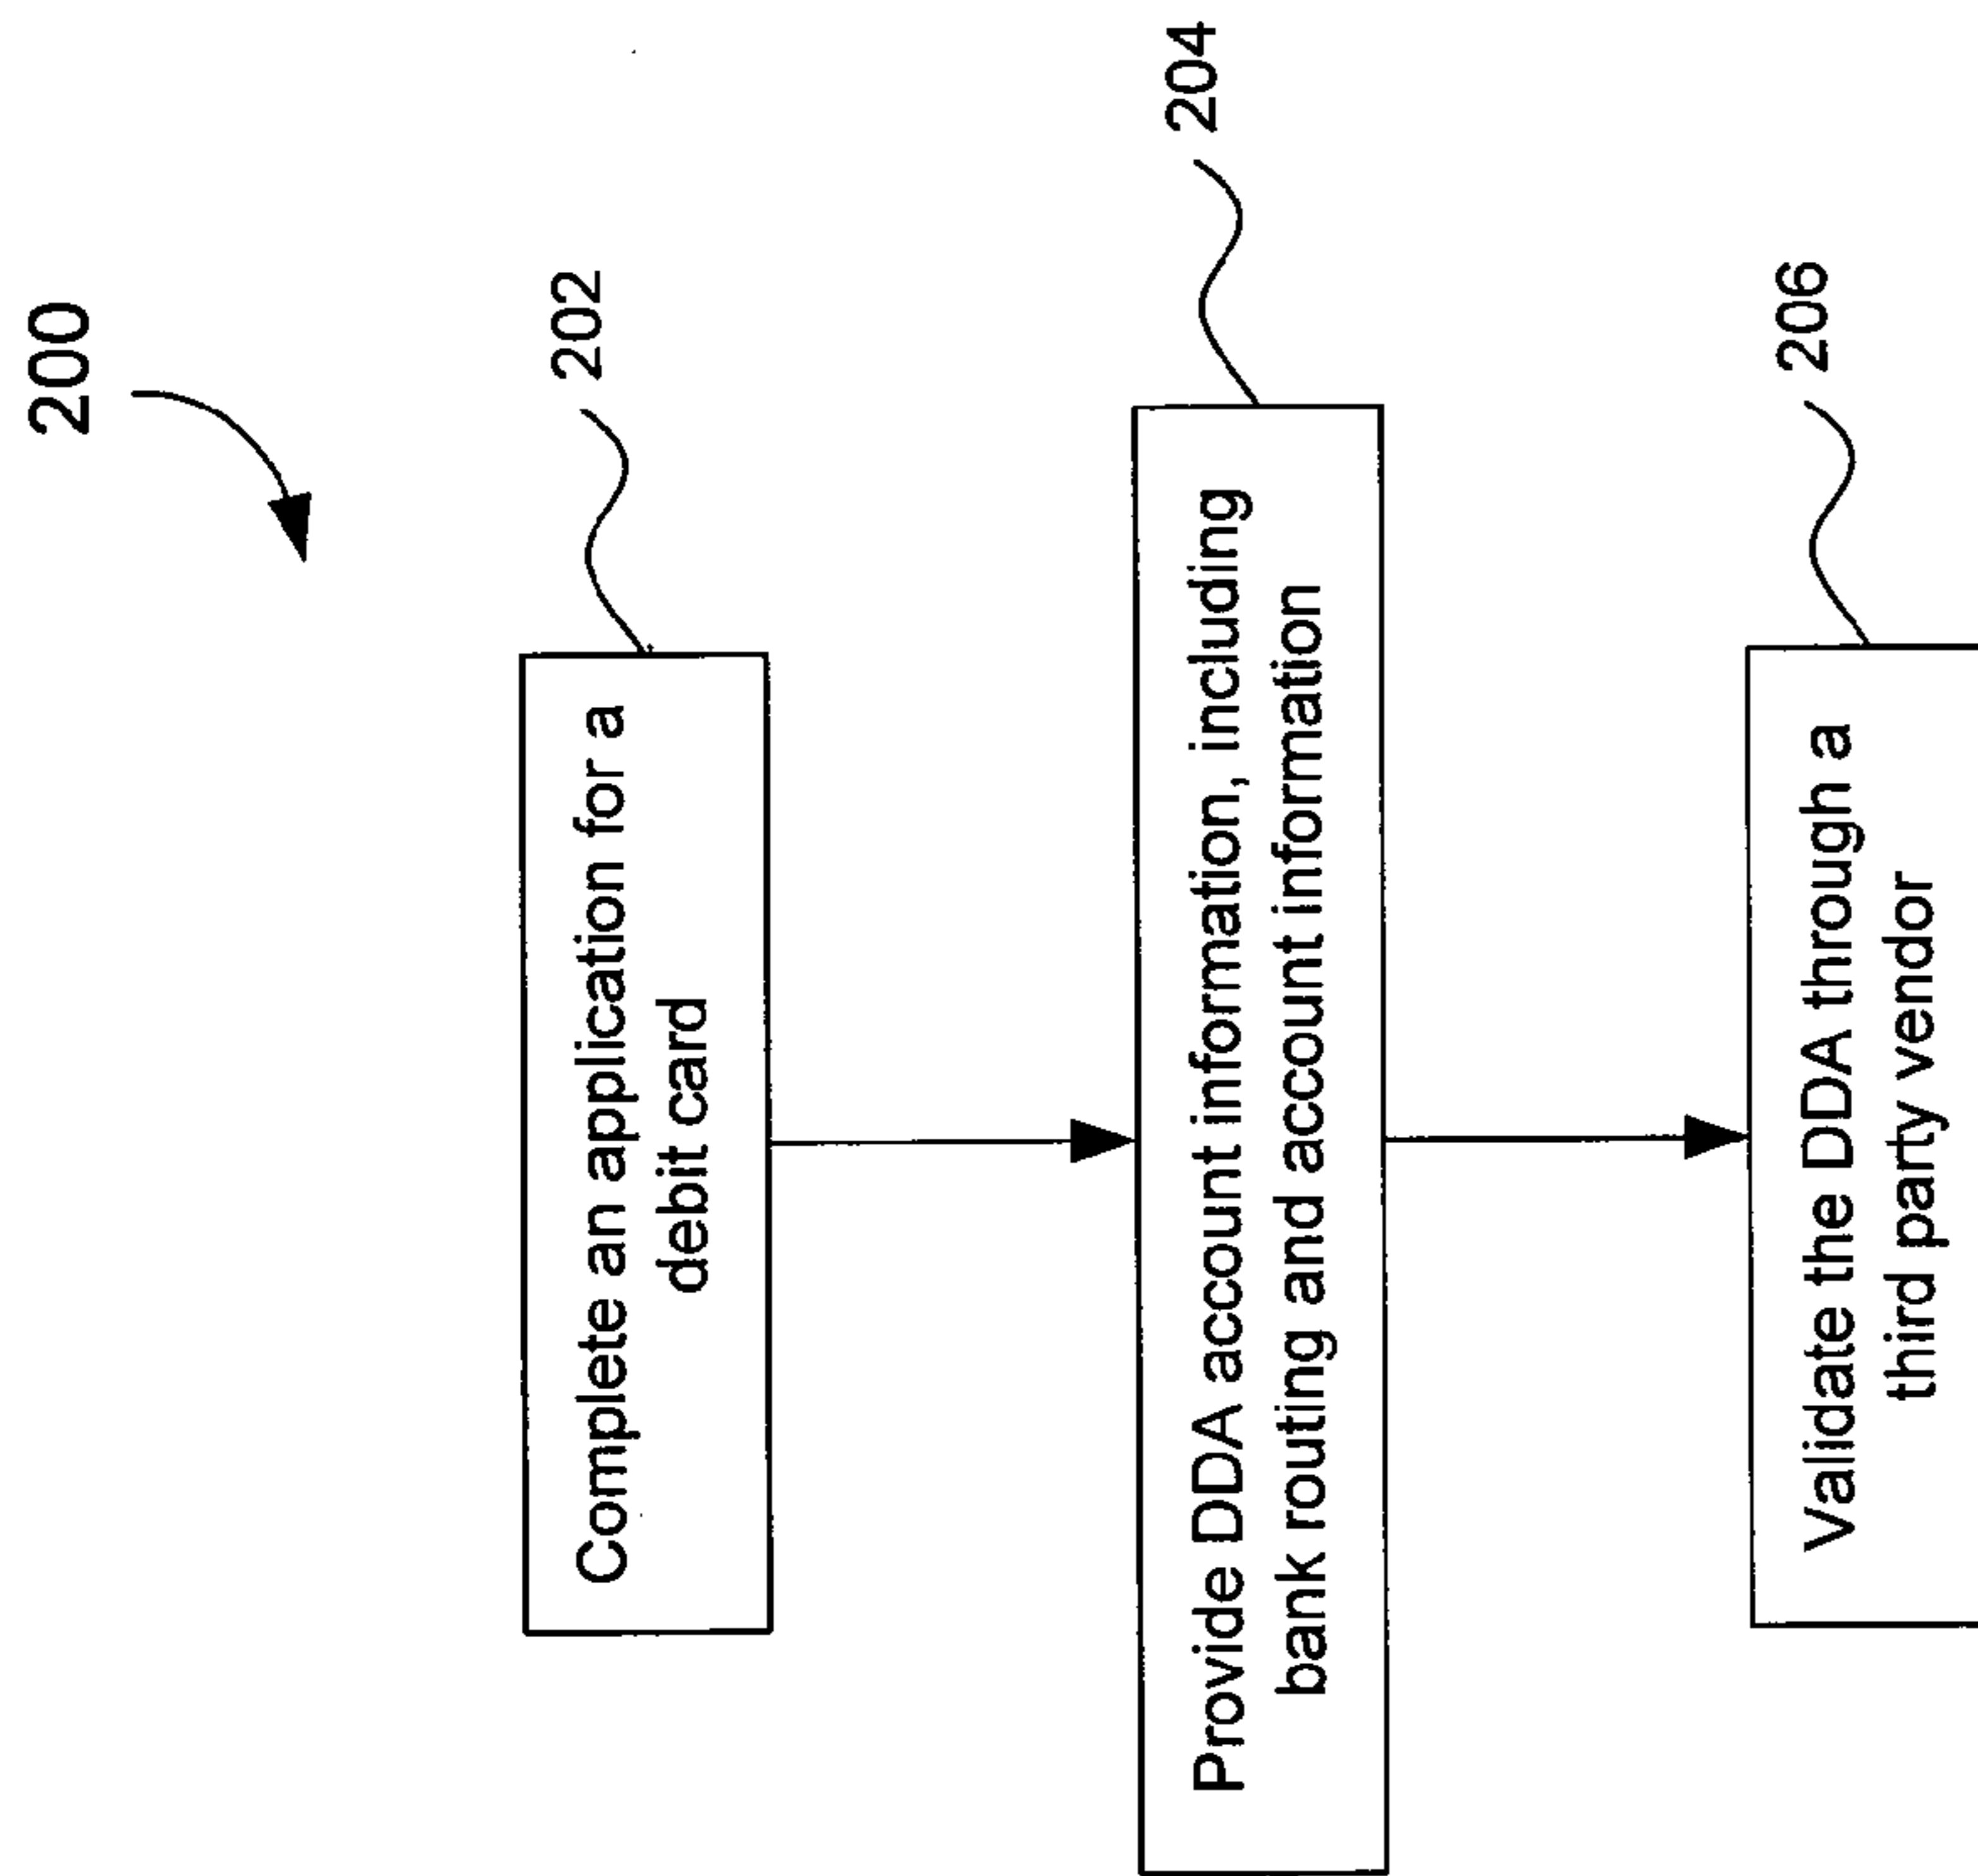 200
202
Complete an application for a
debit card
204
Provide DDA account information, including
bank routing and account information
206
Validate the DDA through a
third party vendor